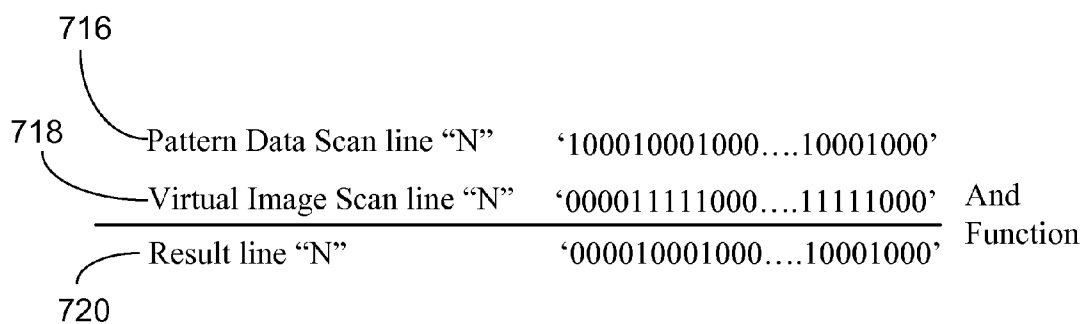 716
718
Pattern Data Scan line “N” ‘100010001000....10001000’
Virtual Image Scan line “N” ‘000011111000....11111000’ And
Function
Result line “N” ‘000010001000....10001000’
720